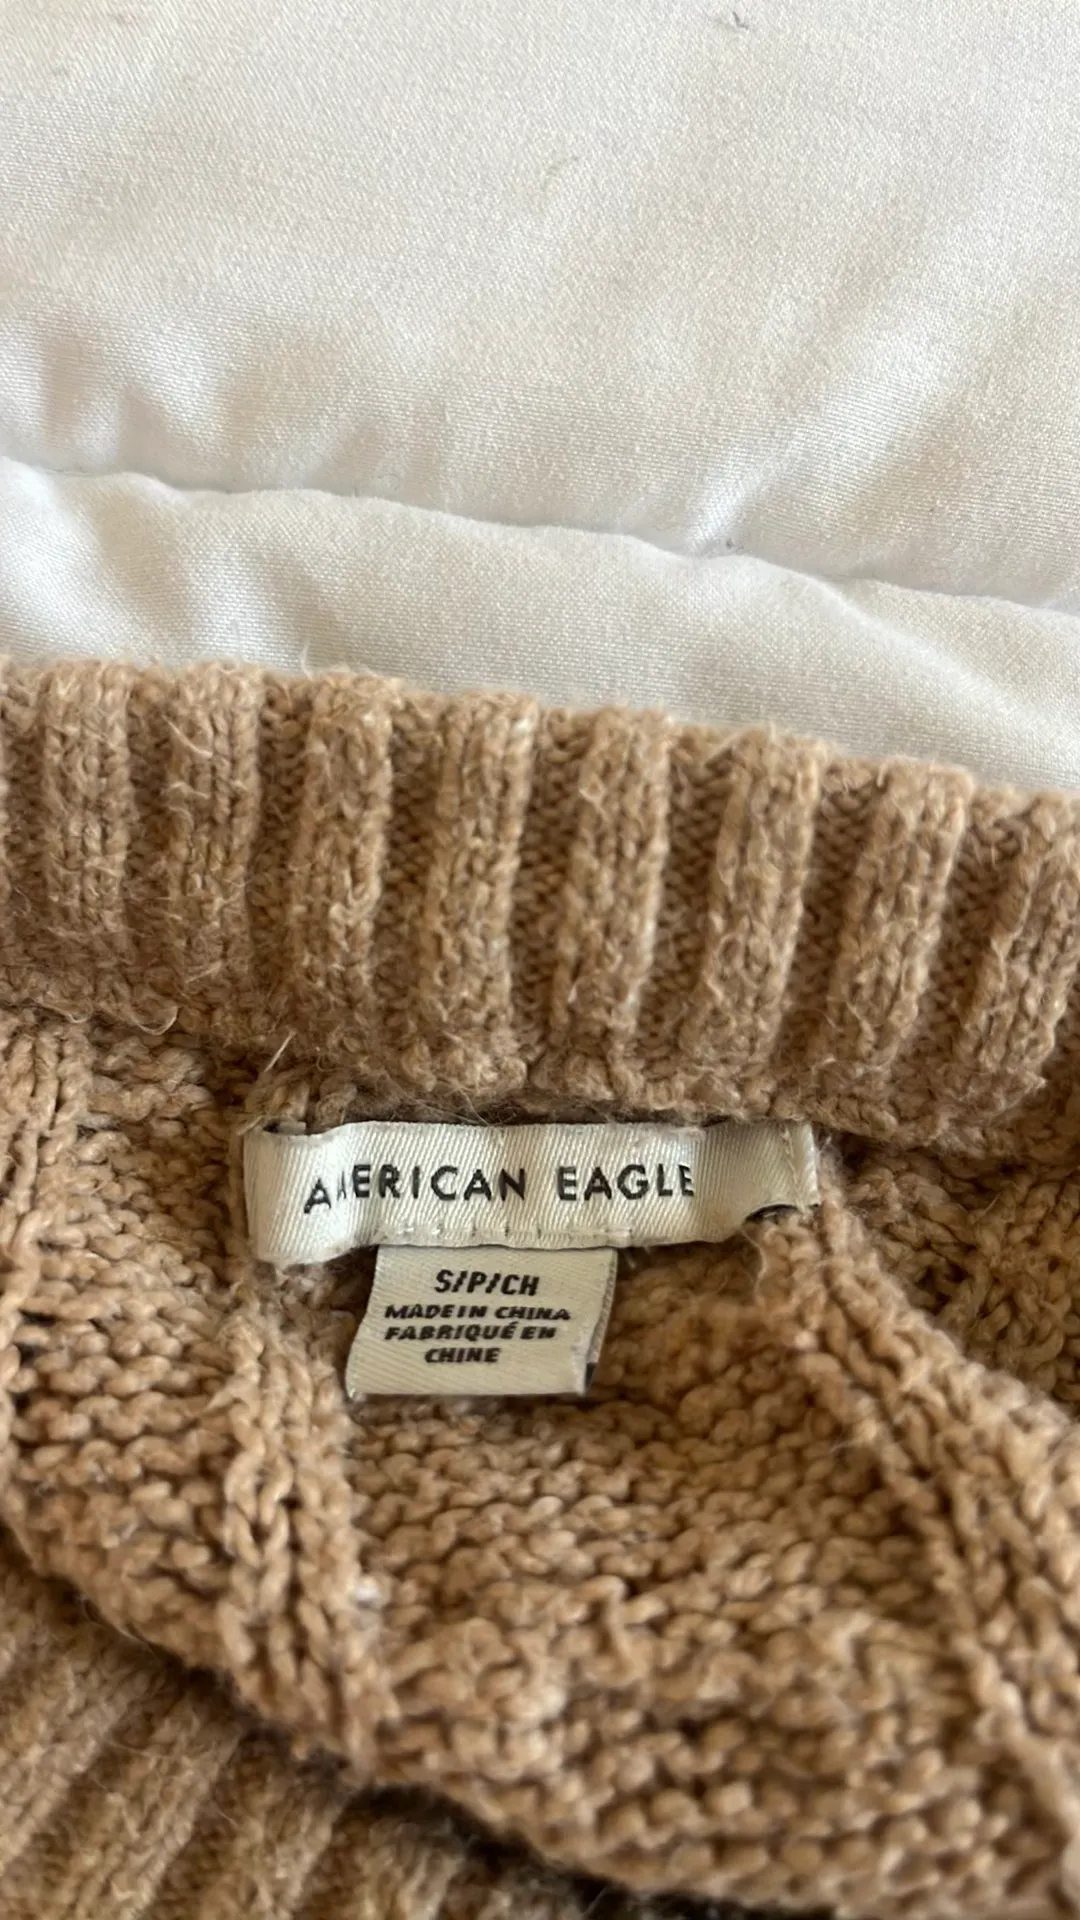 AMERICAN EAGLE
S/P/CH
MADE IN CHINA
FABRIQUÉ EN
CHINE